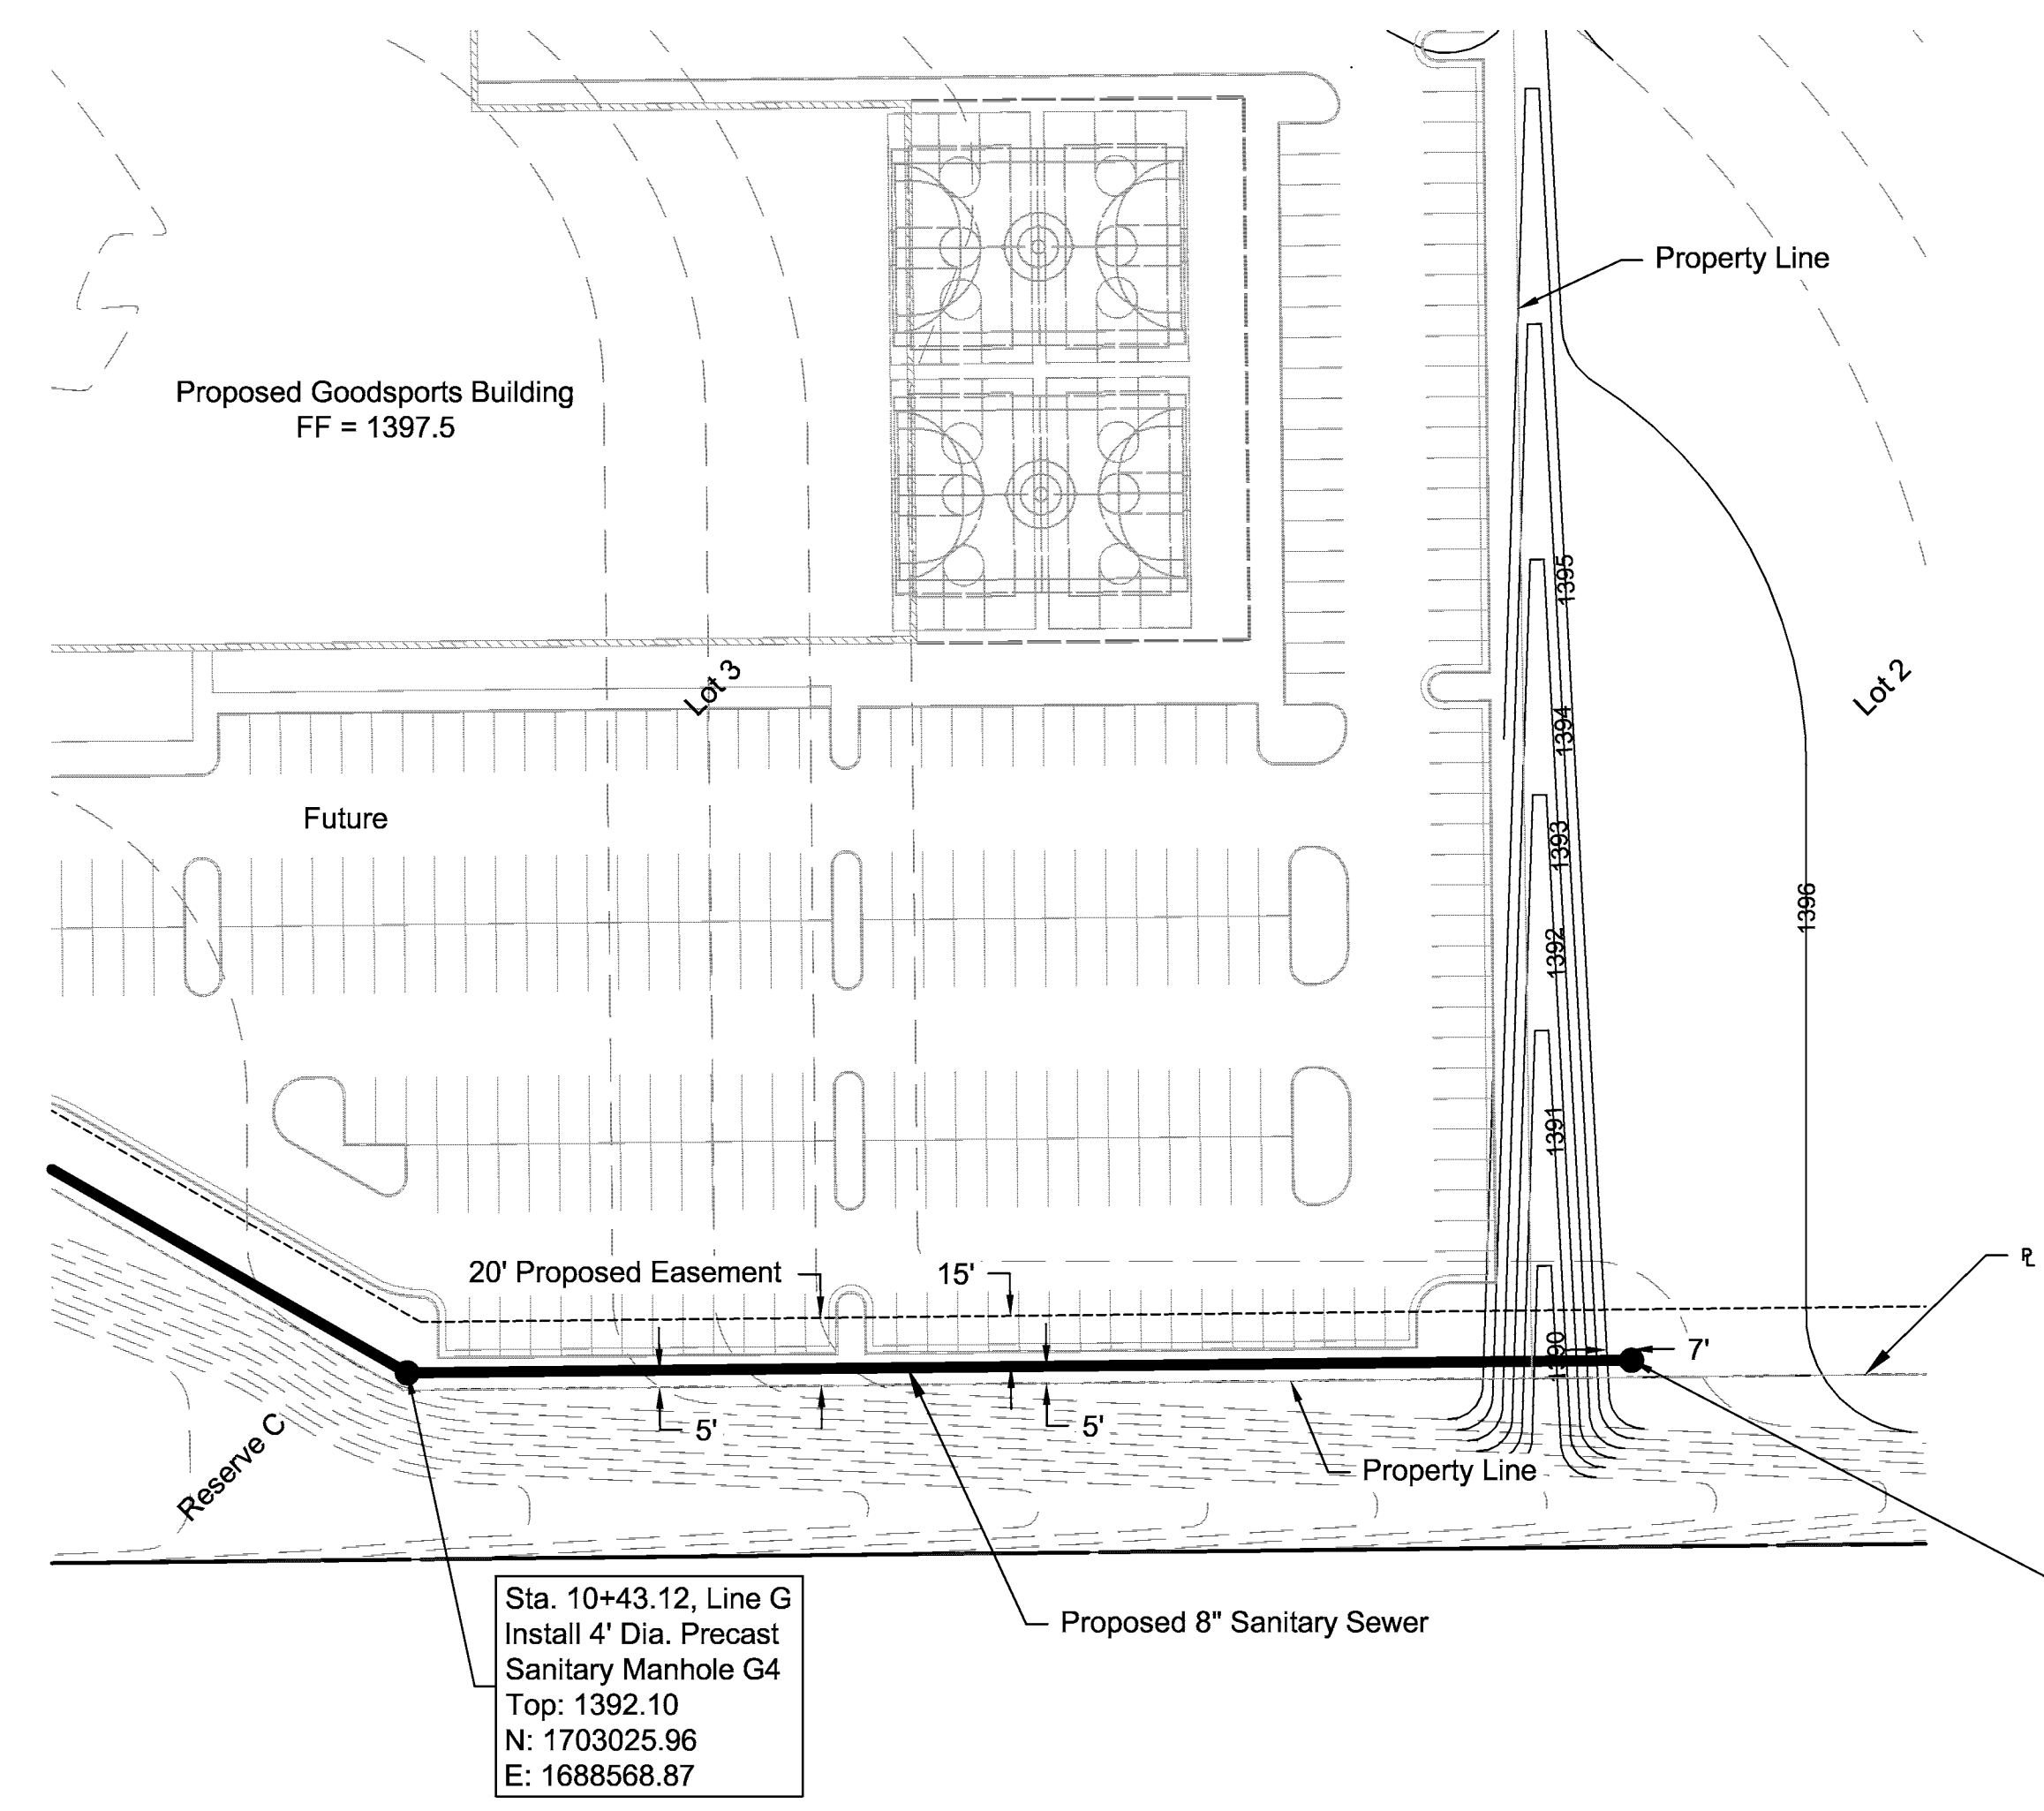 Property Line
Proposed Goodsports Building
FF = 1397.5
1395
Lot 3
Lot 2
1394
Future
1393
1396
1392
1391
20' Proposed Easement
15'
℄
1390
7'
5'
5'
Reserve C
Property Line
Sta. 10+43.12, Line G
Install 4' Dia. Precast
Sanitary Manhole G4
Top: 1392.10
N: 1703025.96
E: 1688568.87
Proposed 8" Sanitary Sewer